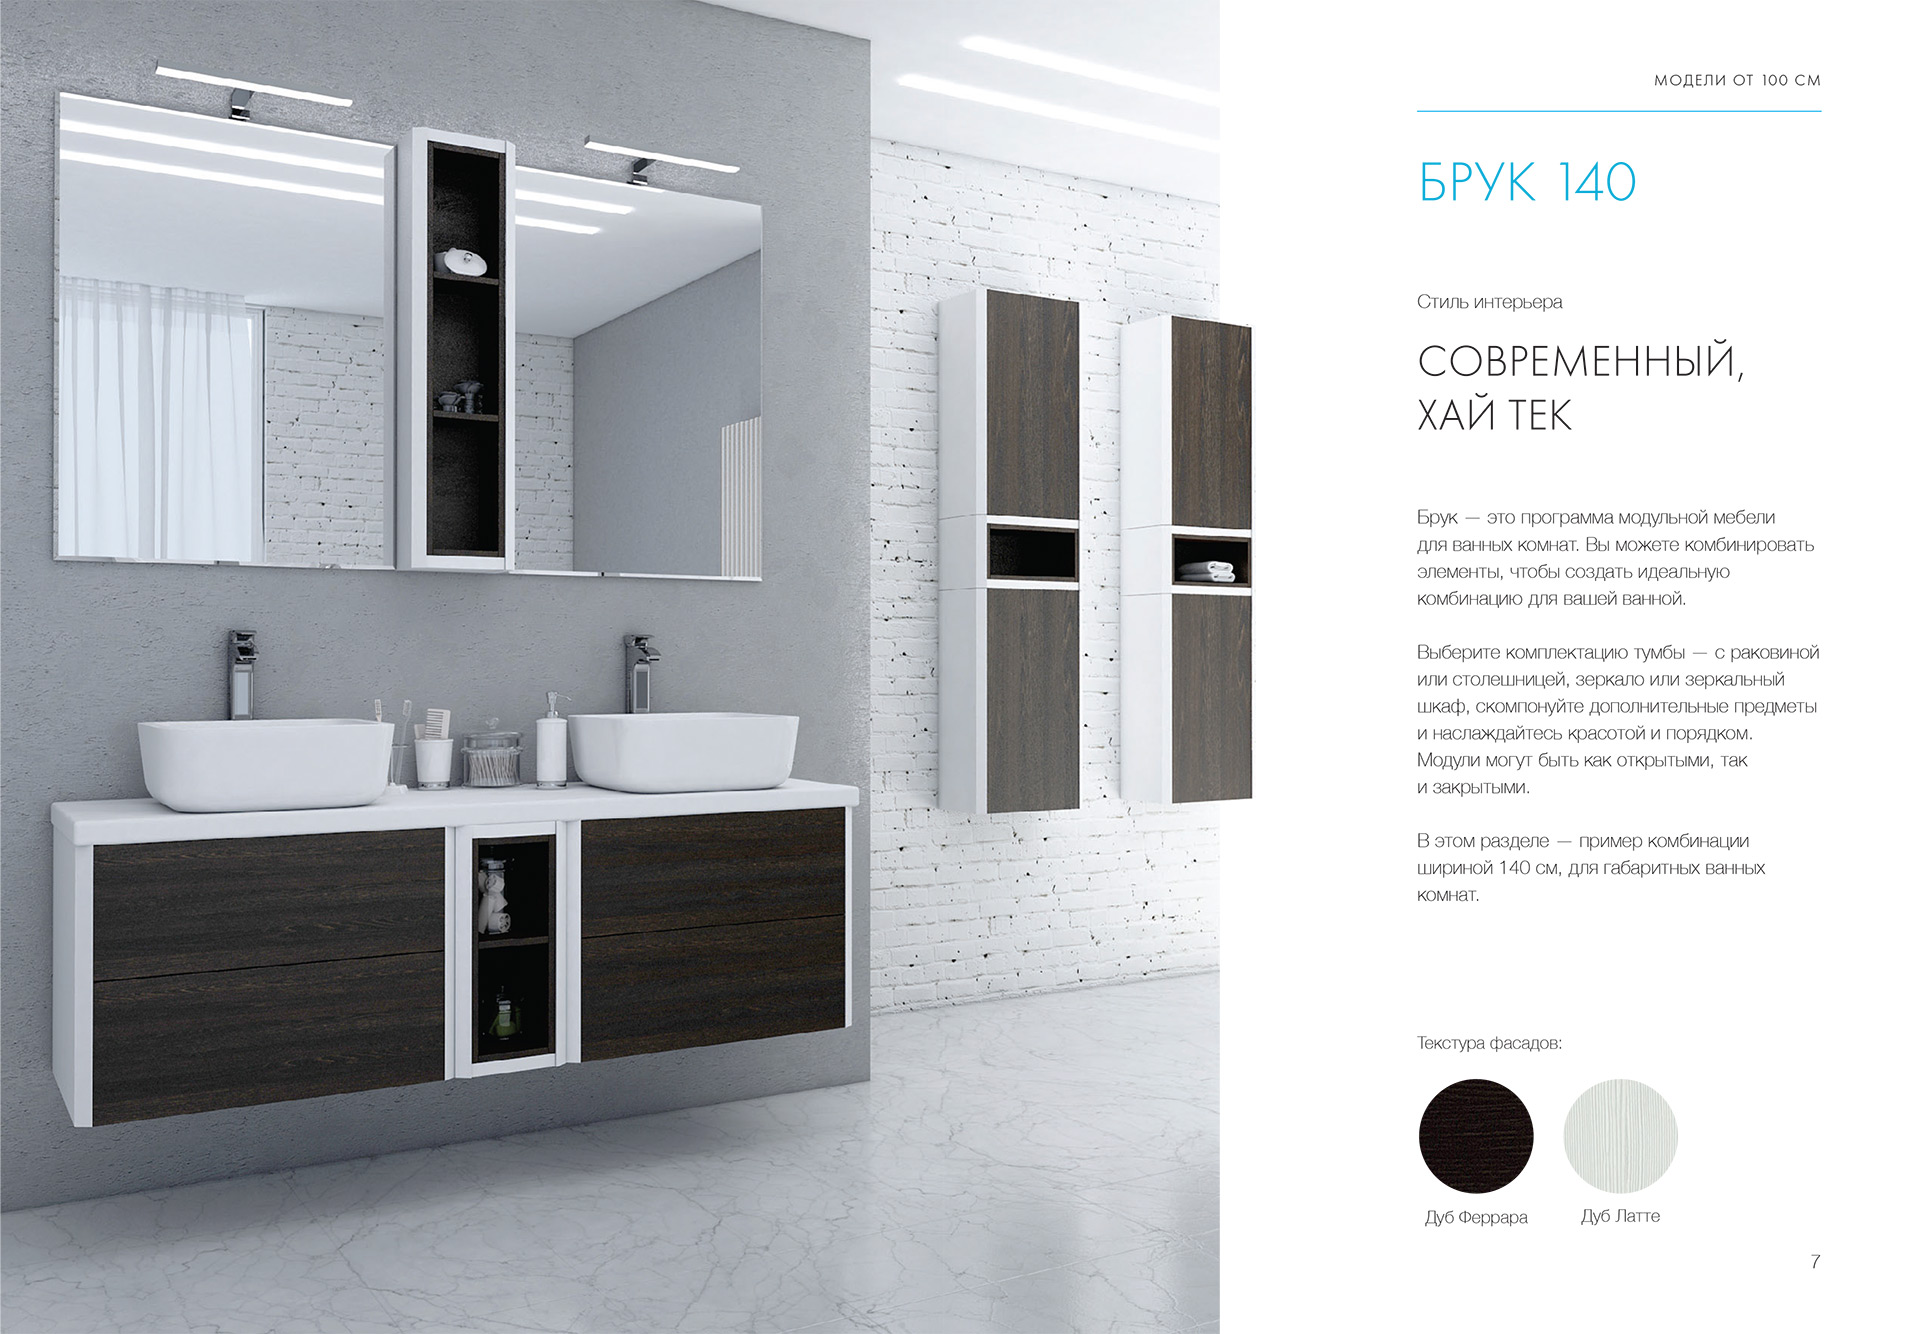 МОДЕЛИ ОТ 100 СМ
БРУК 140
Стиль интерьера
СОВРЕМЕННЫЙ,
ХАЙ ТЕК
Брук — это программа модульной мебели
для ванных комнат. Вы можете комбинировать
элементы, чтобы создать идеальную
комбинацию для вашей ванной.
Выберите комплектацию тумбы — с раковиной
или столешницей, зеркало или зеркальный
шкаф, скомпонуйте дополнительные предметы
и наслаждайтесь красотой и порядком.
Модули могут быть как открытыми, так
и закрытыми.
В этом разделе — пример комбинации
шириной 140 см, для габаритных ванных
комнат.
Текстура фасадов:
Дуб Феррара
Дуб Латте
7